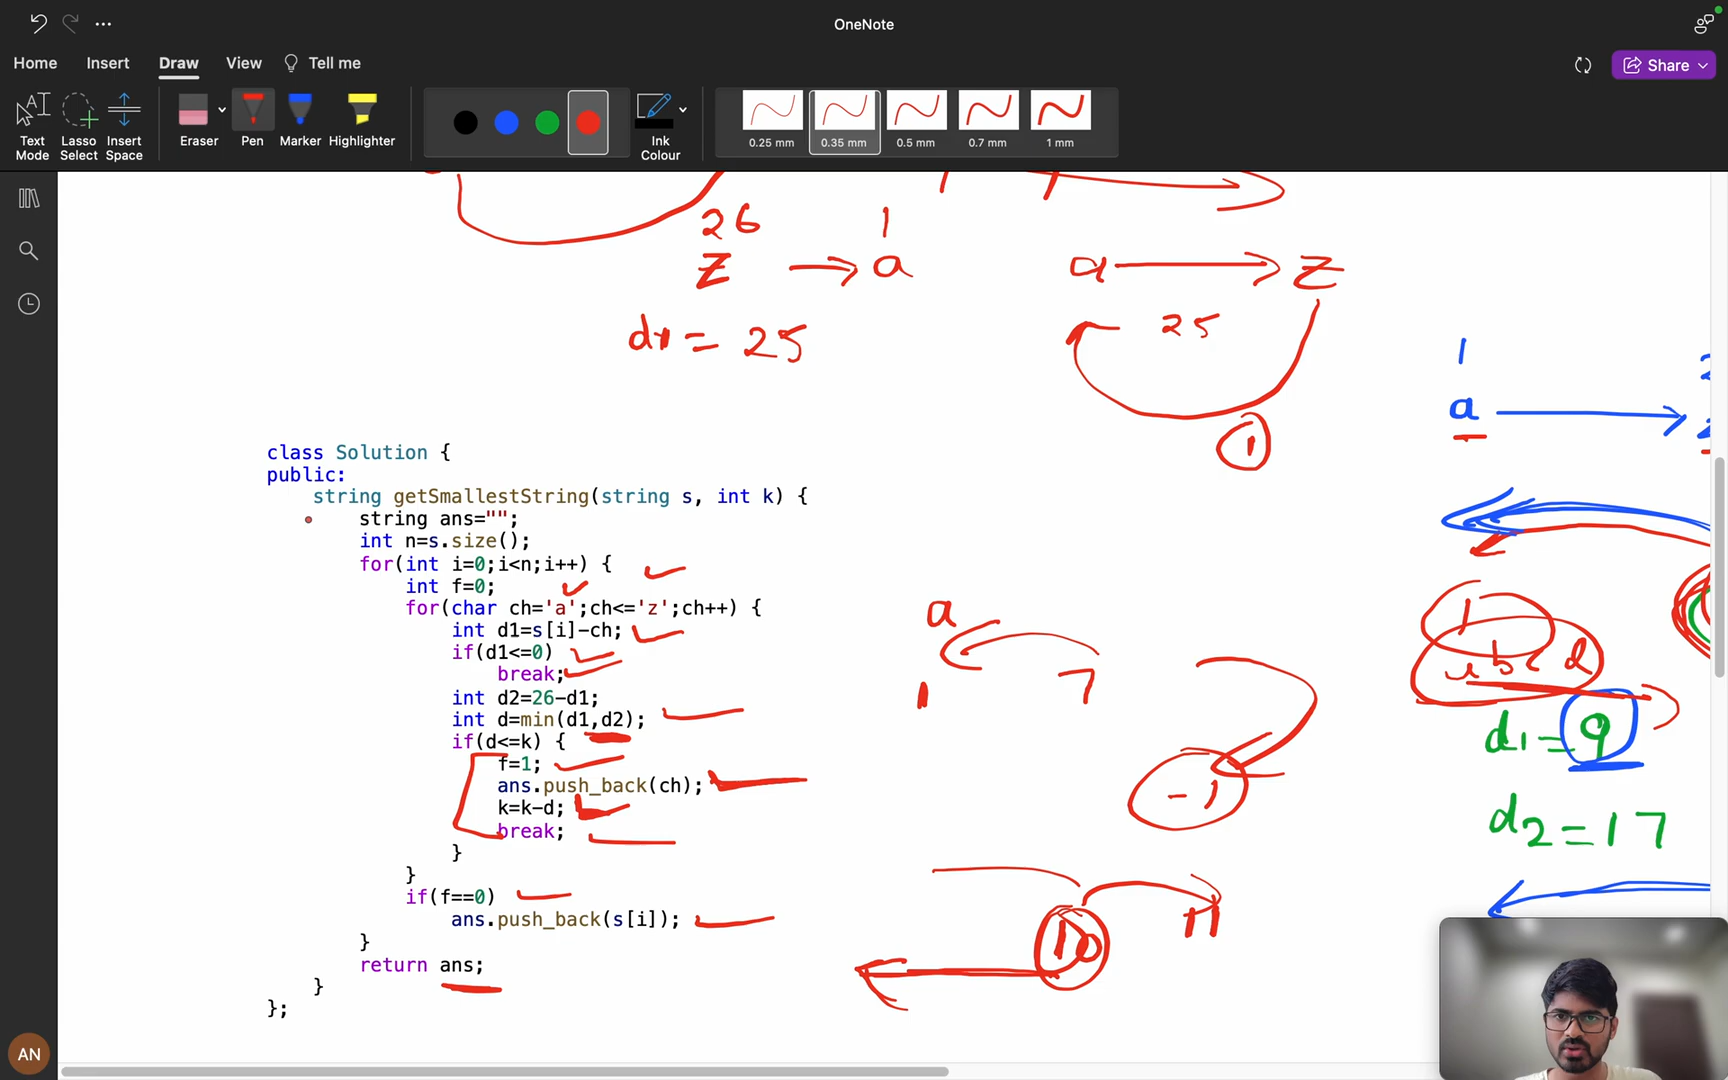 OneNote
Home Insert Draw View Tell me
Share
Text Mode
Lasso Select
Insert Space
Eraser
Pen
Marker
Highlighter
Ink Colour
0.25 mm
0.35 mm
0.5 mm
0.7 mm
1 mm
26 1
z → a a → z
d1 = 25
25
1
1
a
class Solution {
public:
string getSmallestString(string s, int k) {
string ans="";
int n=s.size();
for(int i=0;i<n;i++) {
int f=0;
for(char ch='a';ch<='z';ch++) {
int d1=s[i]-ch;
if(d1<=0)
break;
int d2=26-d1;
int d=min(d1,d2);
if(d<=k) {
f=1;
ans.push_back(ch);
k=k-d;
break;
}
}
if(f==0)
ans.push_back(s[i]);
}
return ans;
}
};
a
1 7
-1
1
d1 = 9
d2 = 17
AN